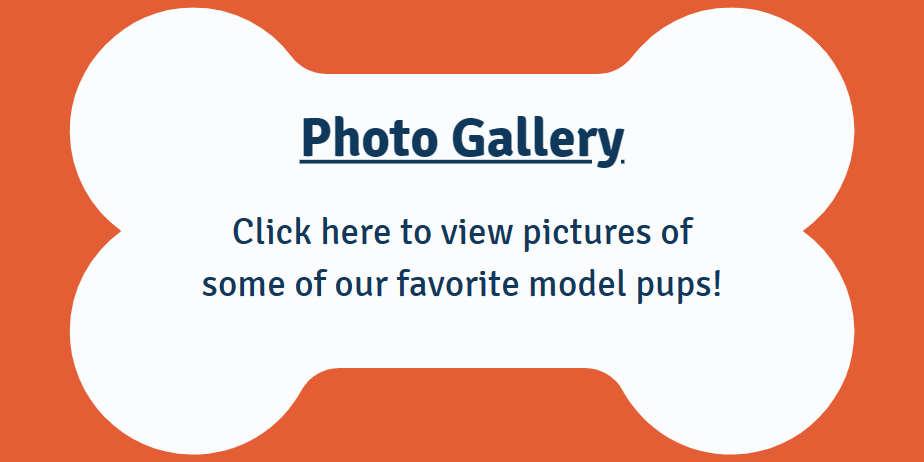 Photo Gallery
Click here to view pictures of
some of our favorite model pups!